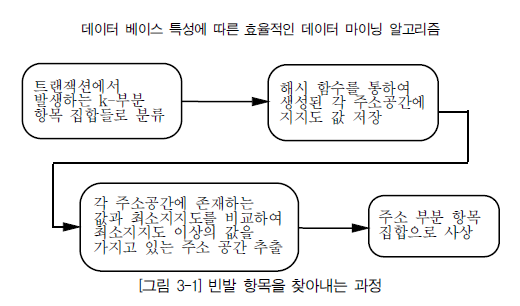 데이터 베이스 특성에 따른 효율적인 데이터 마이닝 알고리즘
트랜잭션에서
발생하는 k-부분
항목 집합들로 분류
해시 함수를 통하여
생성된 각 주소공간에
지지도 값 저장
각 주소공간에 존재하는
값과 최소지지도를 비교하여
최소지지도 이상의 값을
가지고 있는 주소 공간 추출
주소 부분 항목
집합으로 사상
[그림 3-1] 빈발 항목을 찾아내는 과정